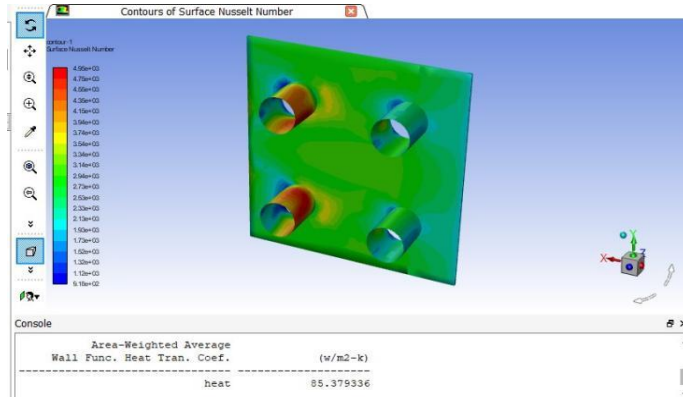 Contours of Surface Nusselt Number
contour-1
Surface Nusselt Number
4.95e+03
4.75e+03
4.55e+03
4.35e+03
4.15e+03
3.94e+03
3.74e+03
3.54e+03
3.34e+03
3.14e+03
2.94e+03
2.73e+03
2.53e+03
2.33e+03
2.13e+03
1.93e+03
1.73e+03
1.52e+03
1.32e+03
1.12e+03
9.18e+02
Y
X
Z
Console
Area-Weighted Average
Wall Func. Heat Tran. Coef. (w/m2-k)
-------------------------------- --------------------
heat 85.379336